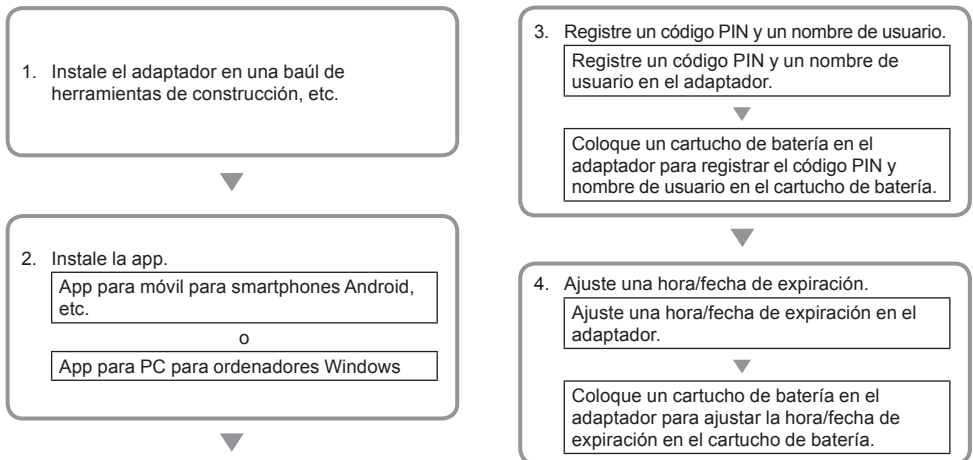 1. Instale el adaptador en una baúl de
herramientas de construcción, etc.
2. Instale la app.
App para móvil para smartphones Android,
etc.
o
App para PC para ordenadores Windows
3. Registre un código PIN y un nombre de usuario.
Registre un código PIN y un nombre de
usuario en el adaptador.
Coloque un cartucho de batería en el
adaptador para registrar el código PIN y
nombre de usuario en el cartucho de batería.
4. Ajuste una hora/fecha de expiración.
Ajuste una hora/fecha de expiración en el
adaptador.
Coloque un cartucho de batería en el
adaptador para ajustar la hora/fecha de
expiración en el cartucho de batería.